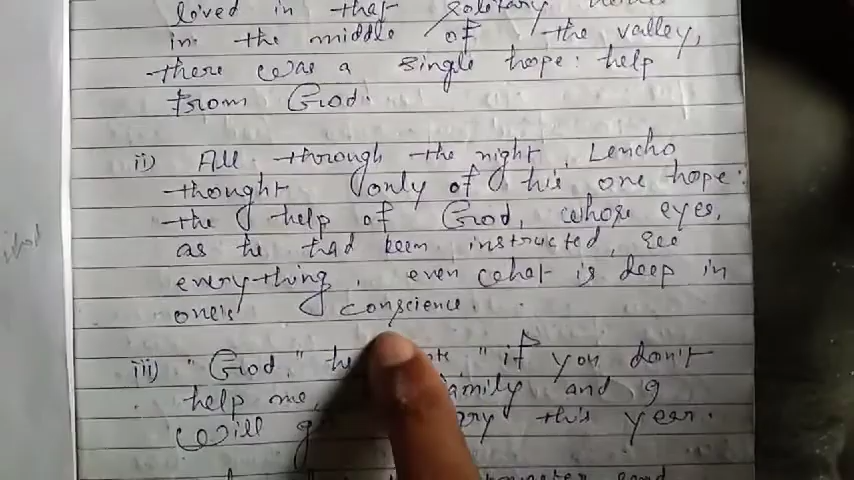 loved in that solitary
in the middle of the valley,
there was a single hope: help
from God.
ii) All through the night, Lencho
thought only of his one hope:
the help of God, whose eyes,
as he had been instracted, see
everything, even what is deep in
one's conscience.
iii) "God," he "if you don't
help me, family and I
will this year.